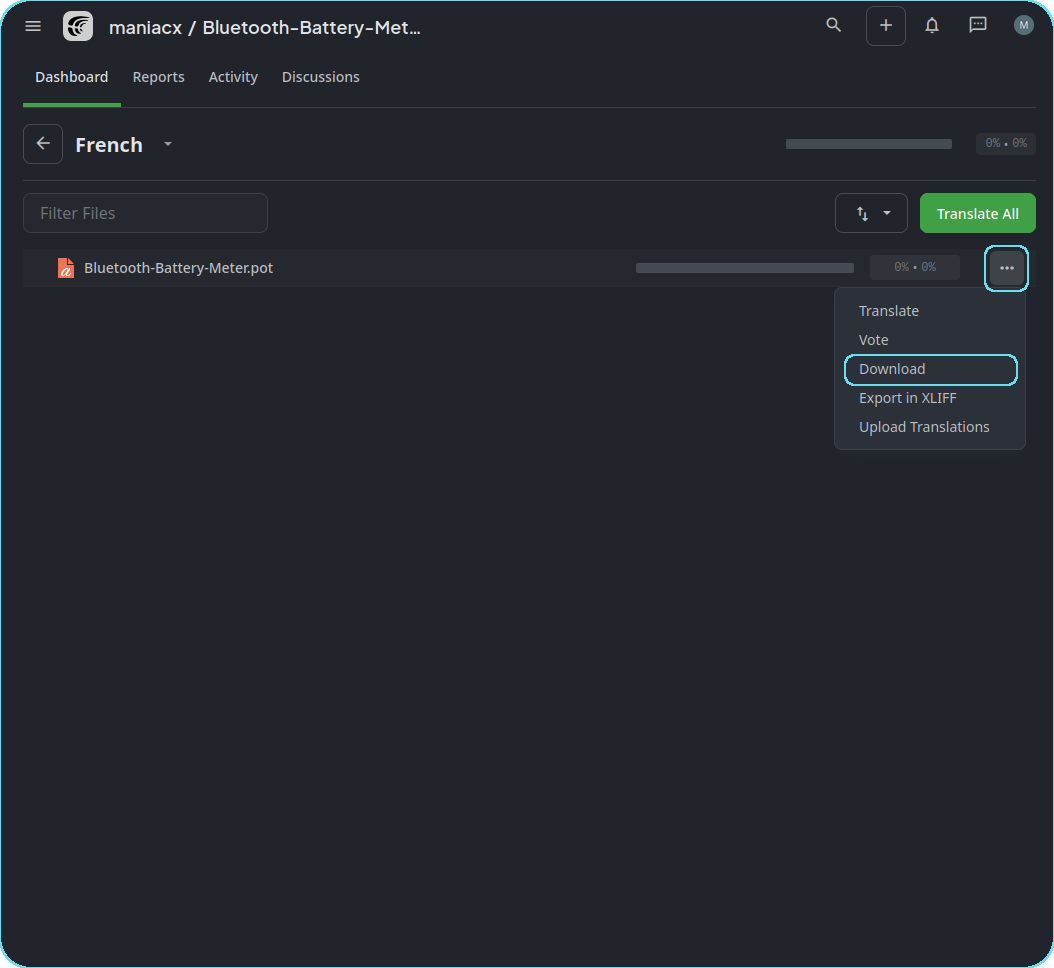 maniacx / Bluetooth-Battery-Met...
M
Dashboard Reports Activity Discussions
French
0% • 0%
Filter Files
Translate All
Bluetooth-Battery-Meter.pot
0% • 0%
Translate
Vote
Download
Export in XLIFF
Upload Translations